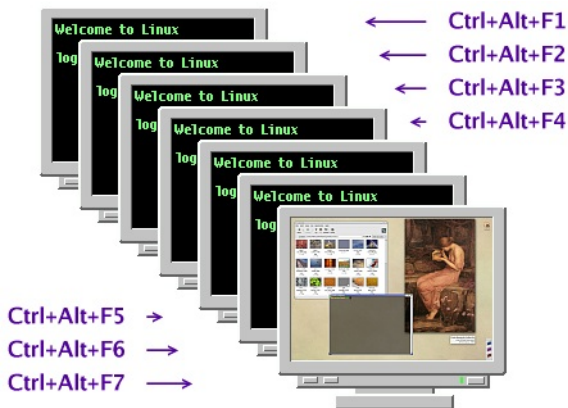 Welcome to Linux
log
Ctrl+Alt+F1
Welcome to Linux
log
Ctrl+Alt+F2
Welcome to Linux
log
Ctrl+Alt+F3
Welcome to Linux
log
Ctrl+Alt+F4
Welcome to Linux
log
Welcome to Linux
log
Ctrl+Alt+F5
Ctrl+Alt+F6
Ctrl+Alt+F7